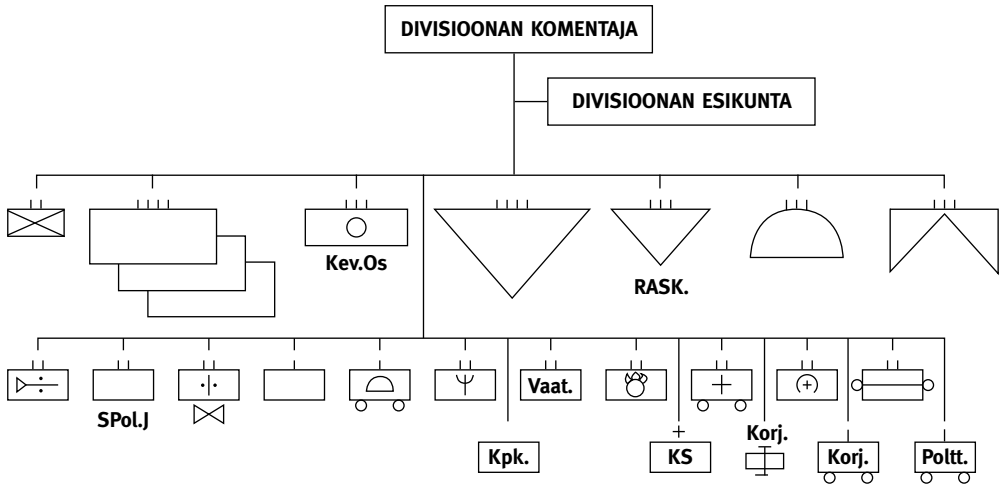 DIVISIOONAN KOMENTAJA
DIVISIOONAN ESIKUNTA
Kev.Os
RASK.
SPol.J
Vaat.
Kpk.
KS
Korj.
Korj.
Poltt.